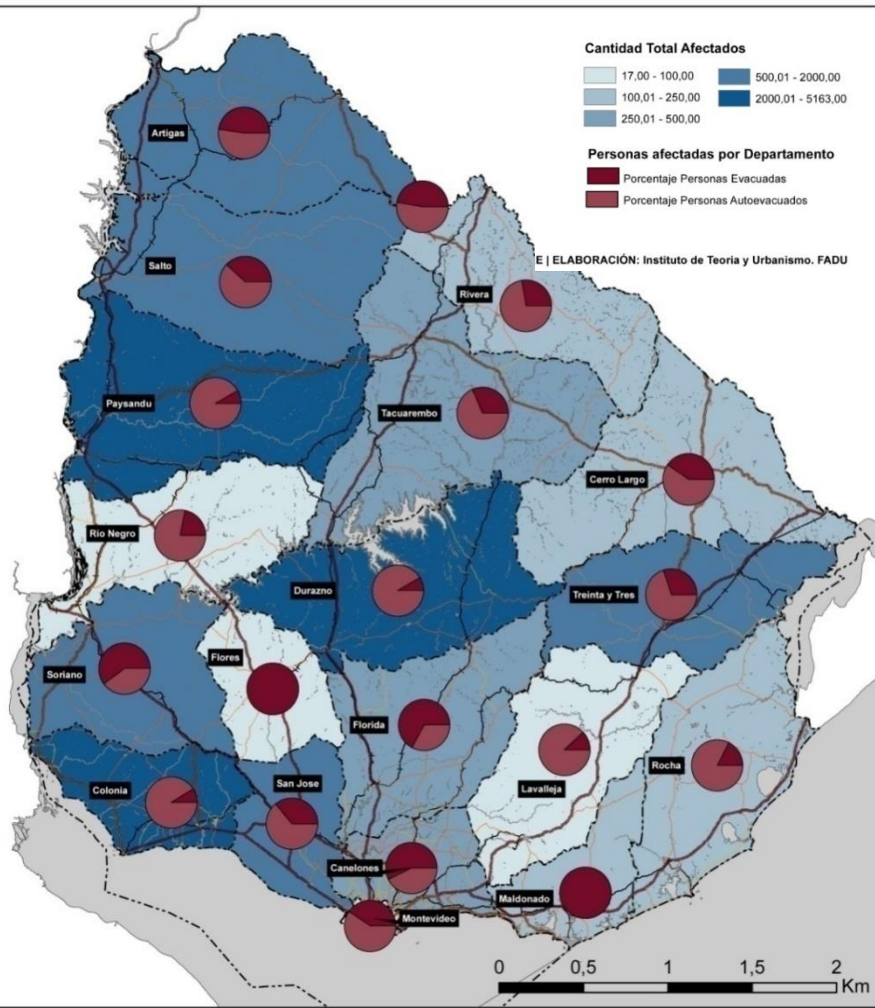 Cantidad Total Afectados
17,00 - 100,00
500,01 - 2000,00
100,01 - 250,00
2000,01 - 5163,00
250,01 - 500,00
Personas afectadas por Departamento
Porcentaje Personas Evacuadas
Porcentaje Personas Autoevacuados
E | ELABORACIÓN: Instituto de Teoria y Urbanismo. FADU
Artigas
Salto
Rivera
Paysandu
Tacuarembo
Cerro Largo
Rio Negro
Durazno
Treinta y Tres
Soriano
Flores
Florida
Rocha
Colonia
San Jose
Lavalleja
Canelones
Maldonado
Montevideo
0 0,5 1 2
Km